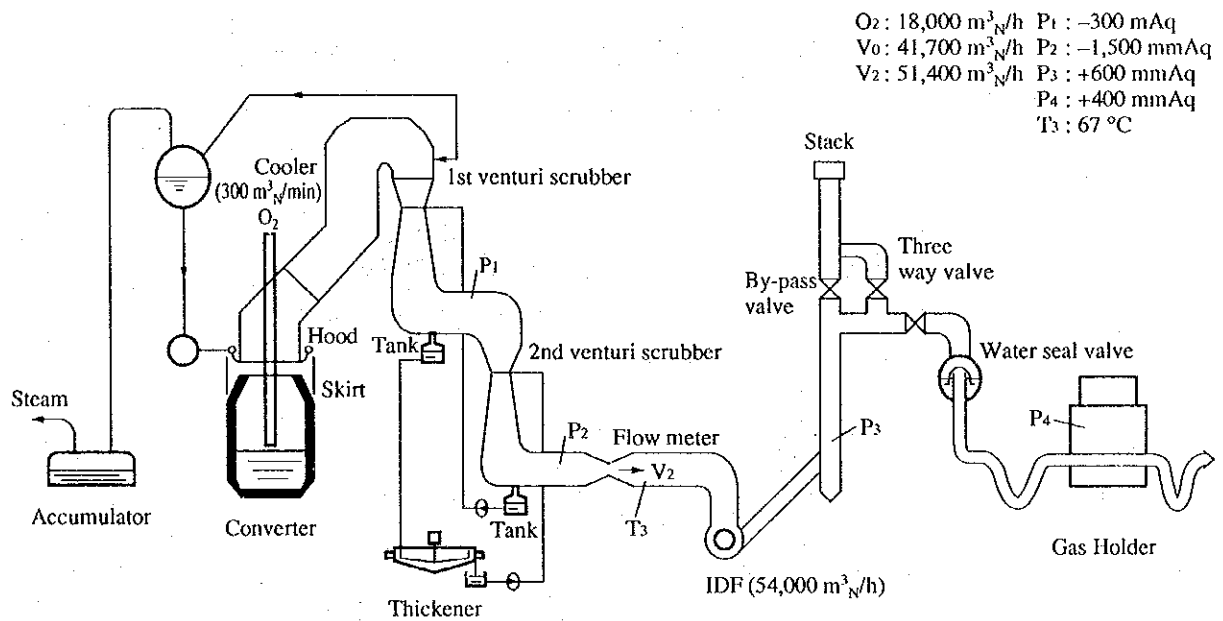 O2 : 18,000 m³N/h P1 : –300 mAq
V0 : 41,700 m³N/h P2 : –1,500 mmAq
V2 : 51,400 m³N/h P3 : +600 mmAq
P4 : +400 mmAq
T3 : 67 °C
Stack
Cooler
(300 m³N/min)
O2
1st venturi scrubber
Three
way valve
By-pass
valve
P1
Hood
Tank
2nd venturi scrubber
Water seal valve
Skirt
Steam
P2
Flow meter
P3
P4
V2
Accumulator
Converter
Tank
T3
Gas Holder
IDF (54,000 m³N/h)
Thickener